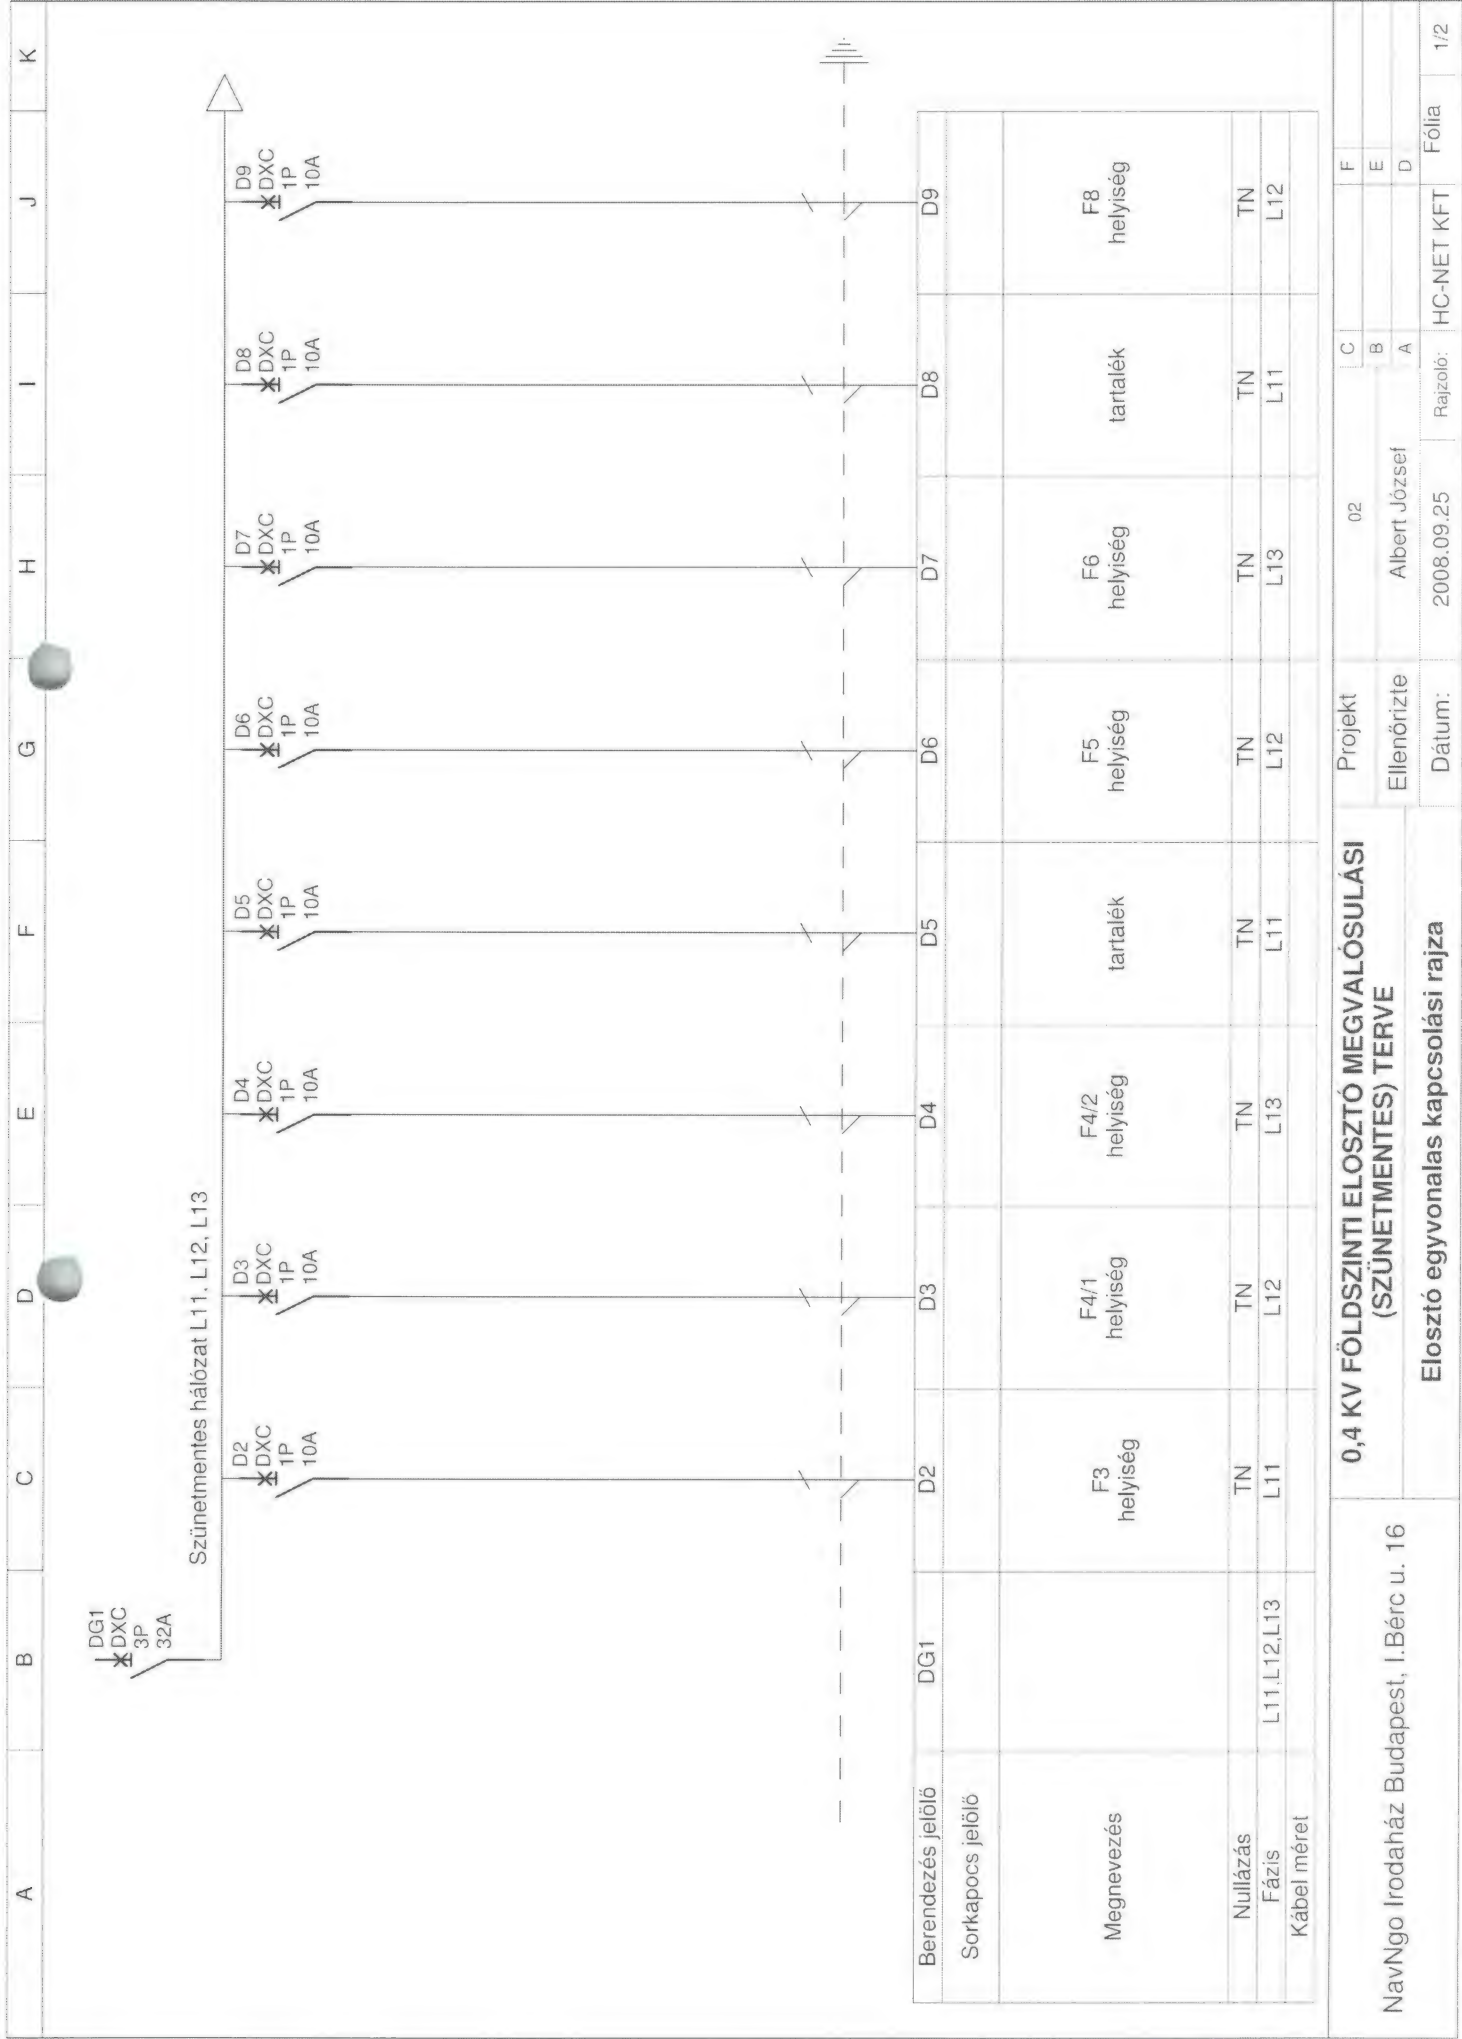 A B C D E F G H I J K
DG1
DXC
3P
32A
Szünetmentes hálózat L11, L12, L13
D2
DXC
1P
10A
D3
DXC
1P
10A
D4
DXC
1P
10A
D5
DXC
1P
10A
D6
DXC
1P
10A
D7
DXC
1P
10A
D8
DXC
1P
10A
D9
DXC
1P
10A
Berendezés jelölő DG1 D2 D3 D4 D5 D6 D7 D8 D9
Sorkapocs jelölő
Megnevezés
F3
helyiség
F4/1
helyiség
F4/2
helyiség
tartalék
F5
helyiség
F6
helyiség
tartalék
F8
helyiség
Nullázás TN TN TN TN TN TN TN TN
Fázis L11,L12,L13 L11 L12 L13 L11 L12 L13 L11 L12
Kábel méret
NavNgo Irodaház Budapest, I.Bérc u. 16
0,4 KV FÖLDSZINTI ELOSZTÓ MEGVALÓSULÁSI
(SZÜNETMENTES) TERVE
Elosztó egyvonalas kapcsolási rajza
Projekt 02 C F
B E
Ellenőrizte Albert József A D
Dátum: 2008.09.25 Rajzoló: HC-NET KFT Fólia 1/2